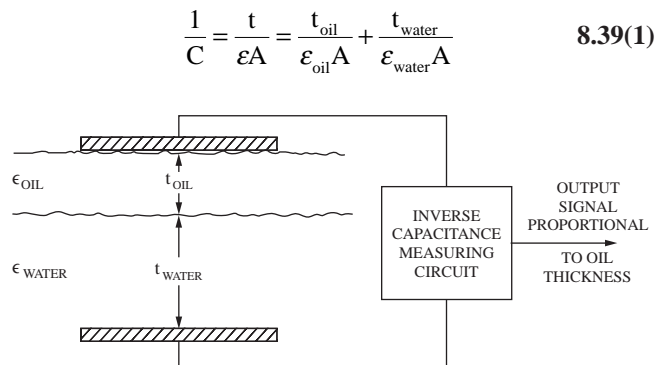 1/C = t/εA = t_oil/ε_oil A + t_water/ε_water A 8.39(1)
ϵ_OIL
t_OIL
ϵ_WATER
t_WATER
INVERSE
CAPACITANCE
MEASURING
CIRCUIT
OUTPUT
SIGNAL
PROPORTIONAL
TO OIL
THICKNESS